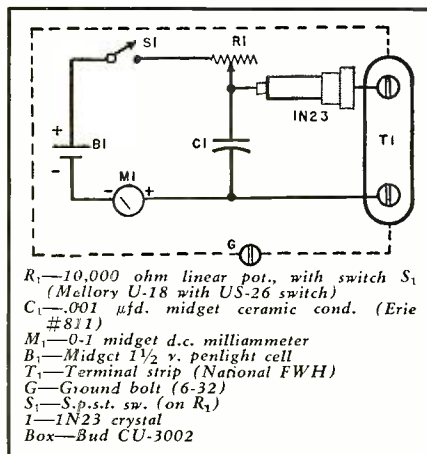 S1
R1
1N23
T1
+
B1
-
C1
M1
-
+
G
R₁—10,000 ohm linear pot., with switch S₁
(Mallory U-18 with US-26 switch)
C₁—.001 μfd. midget ceramic cond. (Erie
#811)
M₁—0-1 midget d.c. milliammeter
B₁—Midget 1½ v. penlight cell
T₁—Terminal strip (National FWH)
G—Ground bolt (6-32)
S₁—S.p.s.t. sw. (on R₁)
1—1N23 crystal
Box—Bud CU-3002